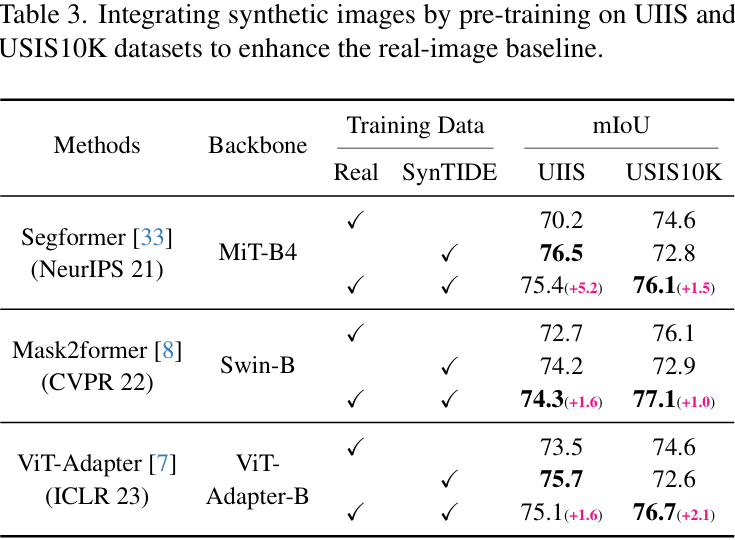 Table 3. Integrating synthetic images by pre-training on UIIS and
USIS10K datasets to enhance the real-image baseline.
Methods Backbone Training Data mIoU
Real SynTIDE UIIS USIS10K
Segformer [33] (NeurIPS 21) MiT-B4 ✓ 70.2 74.6
✓ 76.5 72.8
✓ ✓ 75.4(+5.2) 76.1(+1.5)
Mask2former [8] (CVPR 22) Swin-B ✓ 72.7 76.1
✓ 74.2 72.9
✓ ✓ 74.3(+1.6) 77.1(+1.0)
ViT-Adapter [7] (ICLR 23) ViT-Adapter-B ✓ 73.5 74.6
✓ 75.7 72.6
✓ ✓ 75.1(+1.6) 76.7(+2.1)